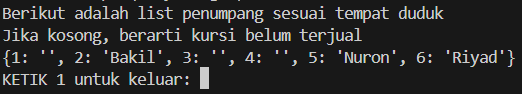 Berikut adalah list penumpang sesuai tempat duduk
Jika kosong, berarti kursi belum terjual
{1: '', 2: 'Bakil', 3: '', 4: '', 5: 'Nuron', 6: 'Riyad'}
KETIK 1 untuk keluar: